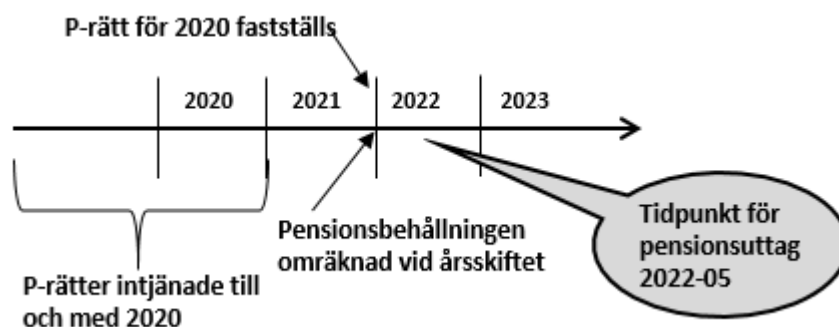 P-rätt för 2020 fastställs
2020 2021 2022 2023
Pensionsbehållningen
omräknad vid årsskiftet
P-rätter intjänade till
och med 2020
Tidpunkt för
pensionsuttag
2022-05